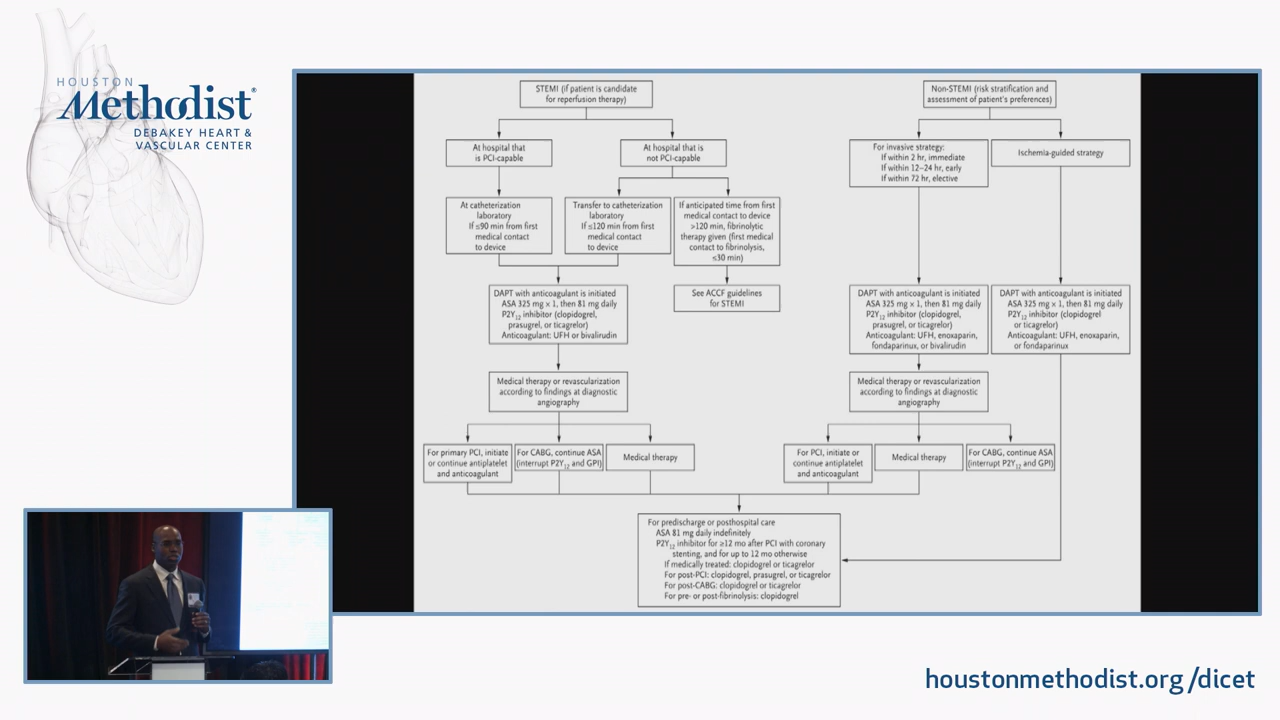 HOUSTON
Methodist®
DEBAKEY HEART &
VASCULAR CENTER
STEMI (if patient is candidate
for reperfusion therapy)
Non-STEMI (risk stratification and
assessment of patient's preferences)
At hospital that
is PCI-capable
At hospital that is
not PCI-capable
For invasive strategy:
If within 2 hr, immediate
If within 12–24 hr, early
If within 72 hr, elective
Ischemia-guided strategy
At catheterization
laboratory
If ≤90 min from first
medical contact
to device
Transfer to catheterization
laboratory
If ≤120 min from first
medical contact
to device
If anticipated time from first
medical contact to device
>120 min, fibrinolytic
therapy given (first medical
contact to fibrinolysis,
≤30 min)
DAPT with anticoagulant is initiated
ASA 325 mg × 1, then 81 mg daily
P2Y12 inhibitor (clopidogrel,
prasugrel, or ticagrelor)
Anticoagulant: UFH or bivalirudin
See ACCF guidelines
for STEMI
DAPT with anticoagulant is initiated
ASA 325 mg × 1, then 81 mg daily
P2Y12 inhibitor (clopidogrel,
prasugrel, or ticagrelor)
Anticoagulant: UFH, enoxaparin,
fondaparinux, or bivalirudin
DAPT with anticoagulant is initiated
ASA 325 mg × 1, then 81 mg daily
P2Y12 inhibitor (clopidogrel
or ticagrelor)
Anticoagulant: UFH, enoxaparin,
or fondaparinux
Medical therapy or revascularization
according to findings at diagnostic
angiography
Medical therapy or revascularization
according to findings at diagnostic
angiography
For primary PCI, initiate
or continue antiplatelet
and anticoagulant
For CABG, continue ASA
(interrupt P2Y12 and GPI)
Medical therapy
For PCI, initiate or
continue antiplatelet
and anticoagulant
Medical therapy
For CABG, continue ASA
(interrupt P2Y12 and GPI)
For predischarge or posthospital care
ASA 81 mg daily indefinitely
P2Y12 inhibitor for ≥12 mo after PCI with coronary
stenting, and for up to 12 mo otherwise
If medically treated: clopidogrel or ticagrelor
For post-PCI: clopidogrel, prasugrel, or ticagrelor
For post-CABG: clopidogrel or ticagrelor
For pre- or post-fibrinolysis: clopidogrel
houstonmethodist.org/dicet